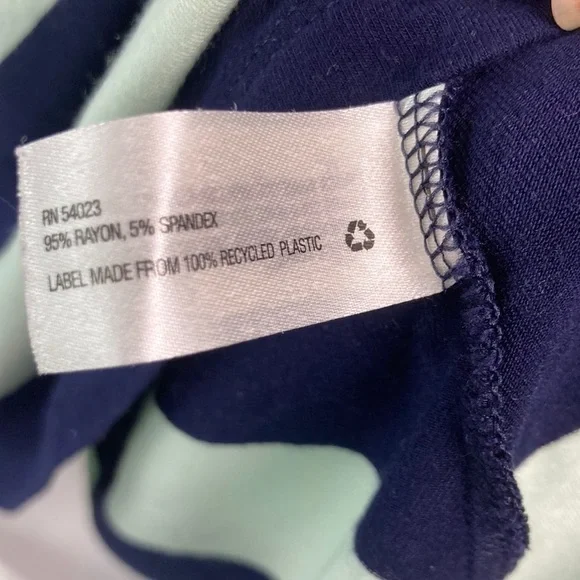 RN 54023
95% RAYON, 5% SPANDEX
LABEL MADE FROM 100% RECYCLED PLASTIC